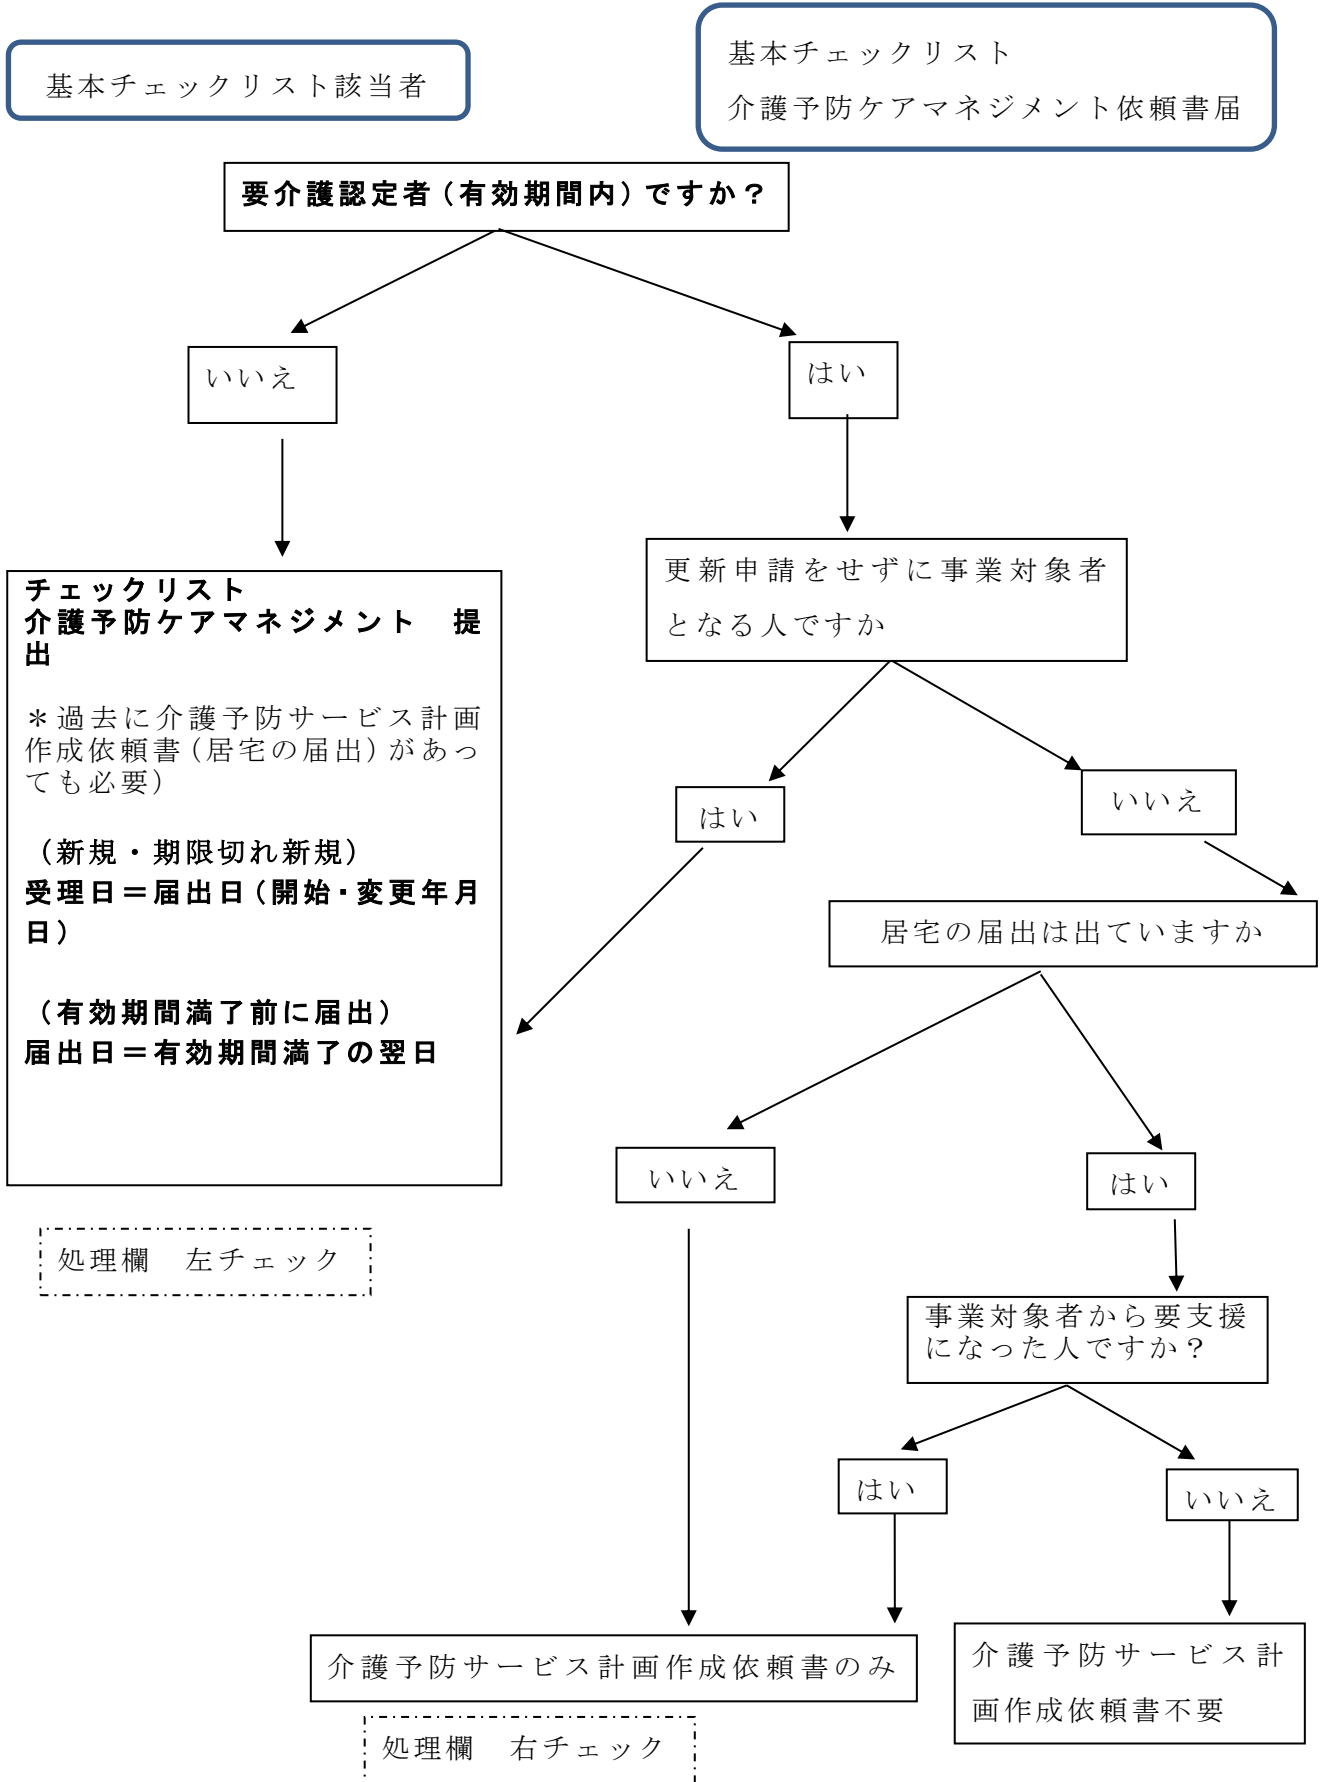 基本チェックリスト該当者
基本チェックリスト
介護予防ケアマネジメント依頼書届
要介護認定者（有効期間内）ですか？
いいえ
はい
チェックリスト
介護予防ケアマネジメント　提
出
＊過去に介護予防サービス計画
作成依頼書（居宅の届出）があっ
ても必要）
（新規・期限切れ新規）
受理日＝届出日（開始・変更年月
日）
（有効期間満了前に届出）
届出日＝有効期間満了の翌日
処理欄　左チェック
更新申請をせずに事業対象者
となる人ですか
はい
いいえ
居宅の届出は出ていますか
いいえ
はい
事業対象者から要支援
になった人ですか？
はい
いいえ
介護予防サービス計画作成依頼書のみ
介護予防サービス計
画作成依頼書不要
処理欄　右チェック